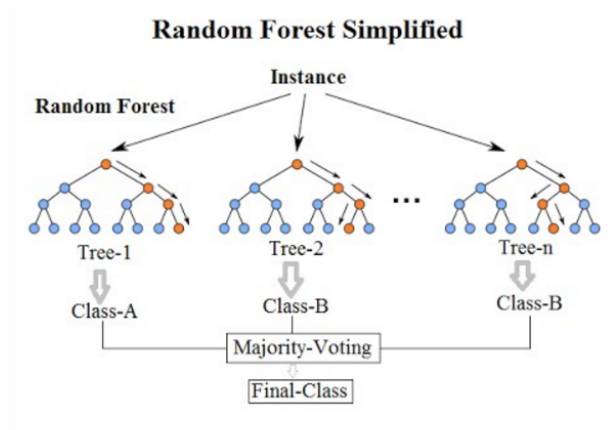 Random Forest Simplified
Instance
Random Forest
...
Tree-1
Tree-2
Tree-n
Class-A
Class-B
Class-B
Majority-Voting
Final-Class